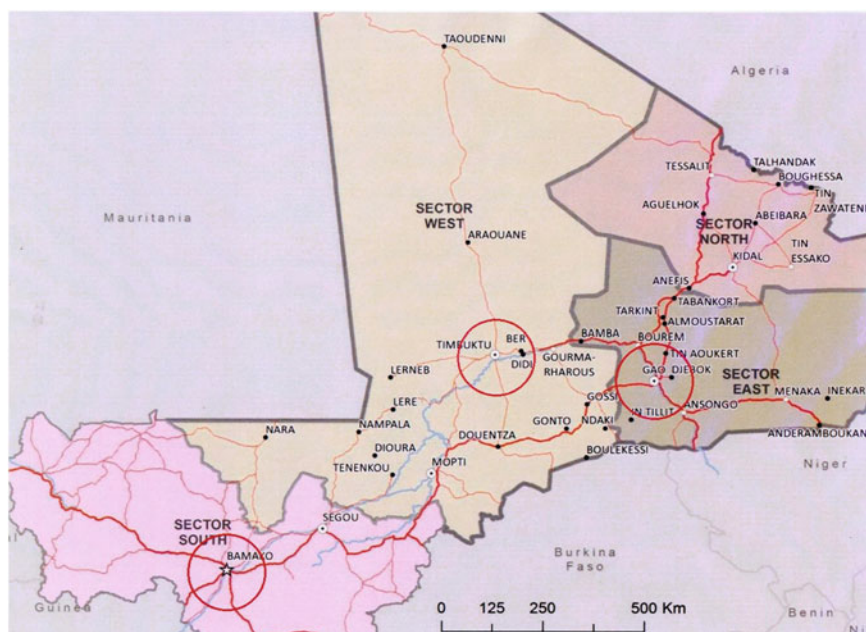 TAOUDENNI
Algeria
TESSALIT
TALHANDAK
BOUGHESSA
TIN
ZAWATENE
Mauritania
AGUELHOK
ABEIBARA
SECTOR
WEST
SECTOR
NORTH
ARAOUANE
TIN
ESSAKO
KIDAL
ANEFIS
TABANKORT
TARKINT
ALMOUSTARAT
BER
BAMBA
BOUREM
TIMBUKTU
DIDI
GOURMA-
RHAROUS
TIN AOUKERT
LERNEB
GAO
DJEBOK
SECTOR
EAST
MENAKA
INEKAR
LERE
GOSSI
ANSONGO
IN TILLIT
NARA
NAMPALA
GONTO
NDAKI
ANDERAMBOUKAN
DIOURA
DOUENTZA
BOULEKESSI
TENENKOU
MOPTI
Niger
SEGOU
SECTOR
SOUTH
BAMAKO
Burkina
Faso
Guinea
Benin
0 125 250 500 Km